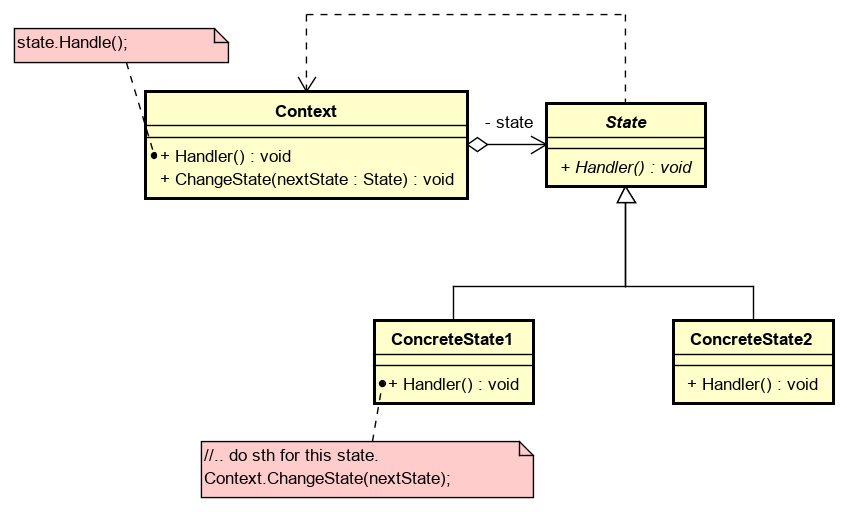 state.Handle();
Context
- state
State
+ Handler() : void
+ ChangeState(nextState : State) : void
+ Handler() : void
ConcreteState1
ConcreteState2
+ Handler() : void
+ Handler() : void
//.. do sth for this state.
Context.ChangeState(nextState);